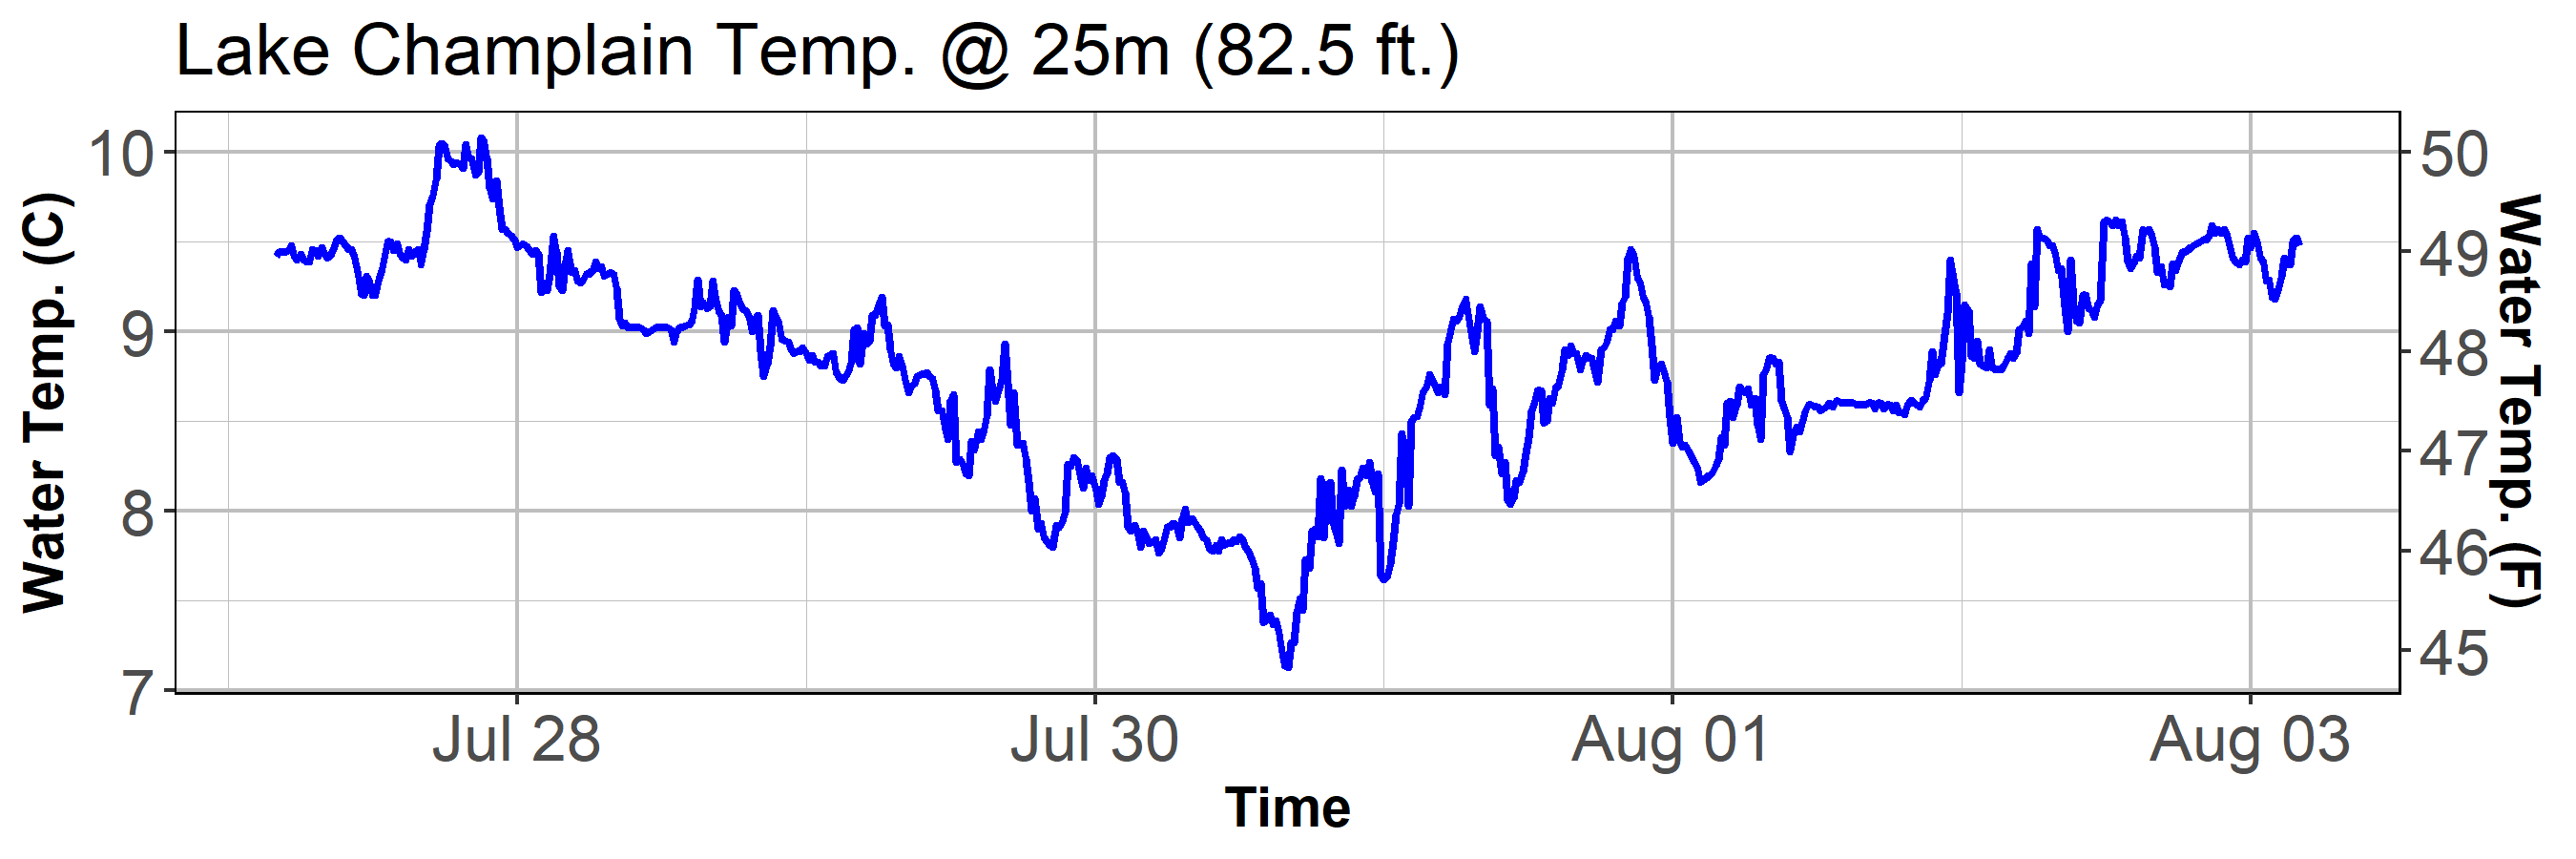 Lake Champlain Temp. @ 25m (82.5 ft.)
Water Temp. (C)
10
9
8
7
50
49
48
47
46
45
Water Temp. (F)
Jul 28 Jul 30 Aug 01 Aug 03
Time